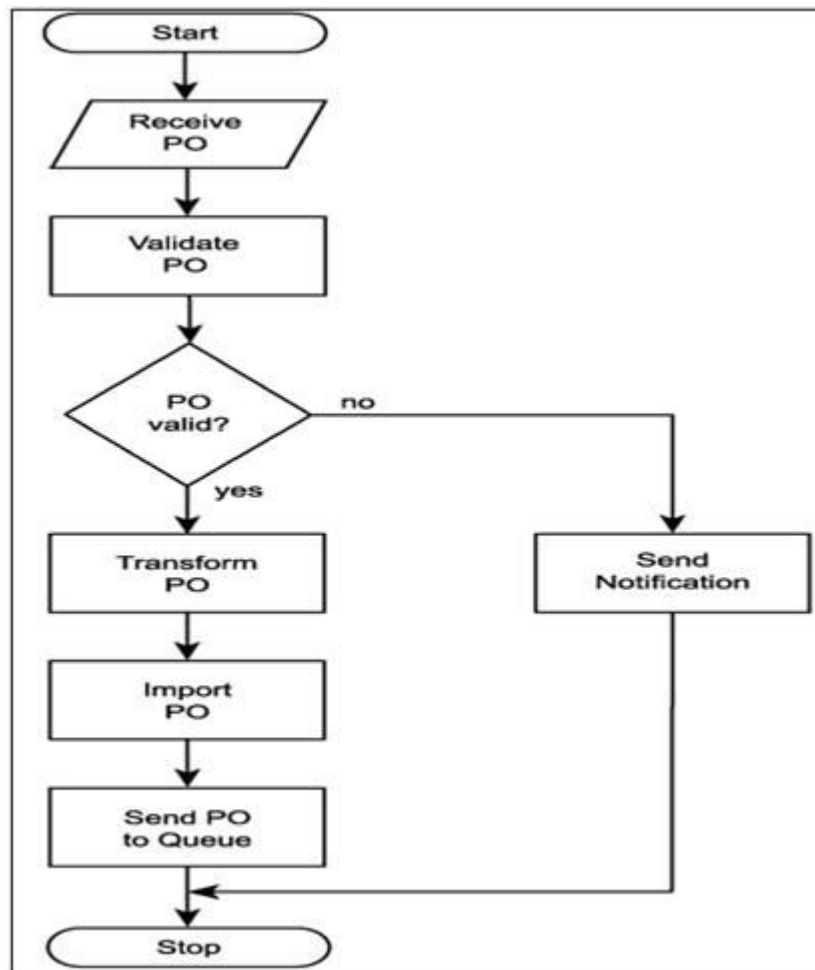 Start
Receive
PO
Validate
PO
PO
valid?
no
yes
Transform
PO
Send
Notification
Import
PO
Send PO
to Queue
Stop